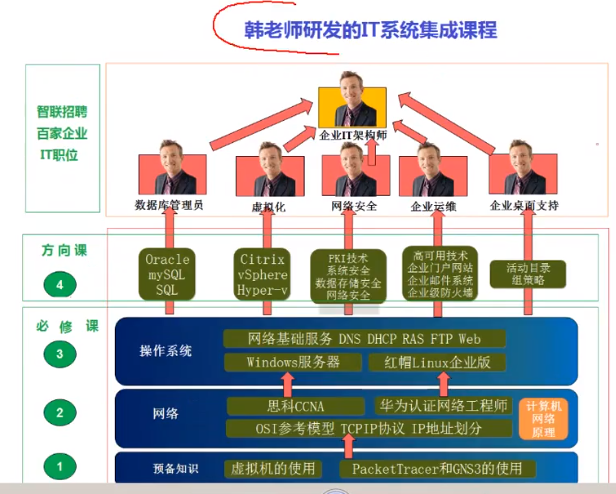 韩老师研发的IT系统集成课程
智联招聘
百家企业
IT职位
企业IT架构师
数据库管理员
虚拟化
网络安全
企业运维
企业桌面支持
方向课
4
Oracle
mySQL
SQL
Citrix
vSphere
Hyper-v
PKI技术
系统安全
数据存储安全
网络安全
高可用技术
企业门户网站
企业邮件系统
企业级防火墙
活动目录
组策略
必修课
3
操作系统
网络基础服务 DNS DHCP RAS FTP Web
Windows服务器
红帽Linux企业版
2
网络
思科CCNA
华为认证网络工程师
OSI参考模型 TCPIP协议 IP地址划分
计算机
网络
原理
1
预备知识
虚拟机的使用
PacketTracer和GNS3的使用